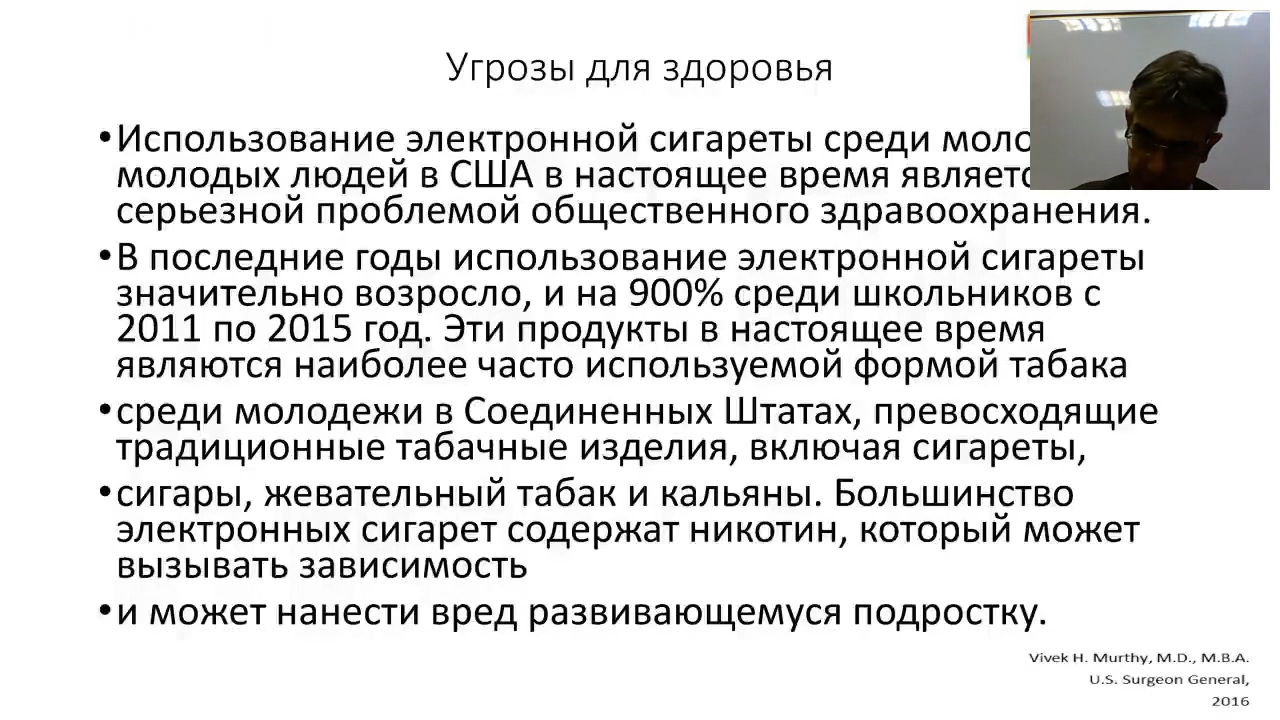 Угрозы для здоровья
•Использование электронной сигареты среди
молодых людей в США в настоящее время
серьезной проблемой общественного здравоохранения.
•В последние годы использование электронной сигареты
значительно возросло, и на 900% среди школьников с
2011 по 2015 год. Эти продукты в настоящее время
являются наиболее часто используемой формой табака
•среди молодежи в Соединенных Штатах, превосходящие
традиционные табачные изделия, включая сигареты,
•сигары, жевательный табак и кальяны. Большинство
электронных сигарет содержат никотин, который может
вызывать зависимость
•и может нанести вред развивающемуся подростку.
Vivek H. Murthy, M.D., M.B.A.
U.S. Surgeon General,
2016